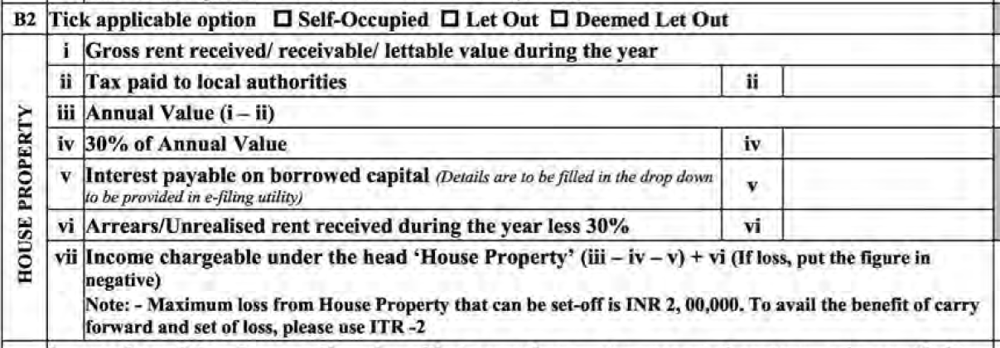 B2 Tick applicable option ☐ Self-Occupied ☐ Let Out ☐ Deemed Let Out
HOUSE PROPERTY
i Gross rent received/ receivable/ lettable value during the year
ii Tax paid to local authorities ii
iii Annual Value (i – ii)
iv 30% of Annual Value iv
v Interest payable on borrowed capital (Details are to be filled in the drop down
to be provided in e-filing utility) v
vi Arrears/Unrealised rent received during the year less 30% vi
vii Income chargeable under the head ‘House Property’ (iii – iv – v) + vi (If loss, put the figure in
negative)
Note: - Maximum loss from House Property that can be set-off is INR 2, 00,000. To avail the benefit of carry
forward and set of loss, please use ITR -2